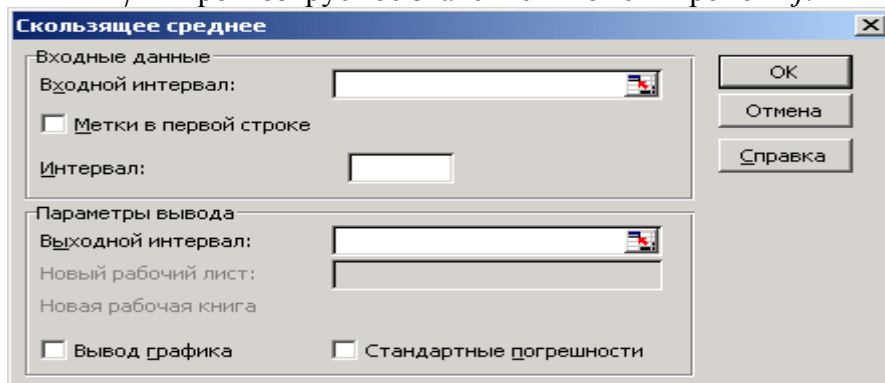 Скользящее среднее
Входные данные
Входной интервал:
Метки в первой строке
Интервал:
OK
Отмена
Справка
Параметры вывода
Выходной интервал:
Новый рабочий лист:
Новая рабочая книга
Вывод графика
Стандартные погрешности